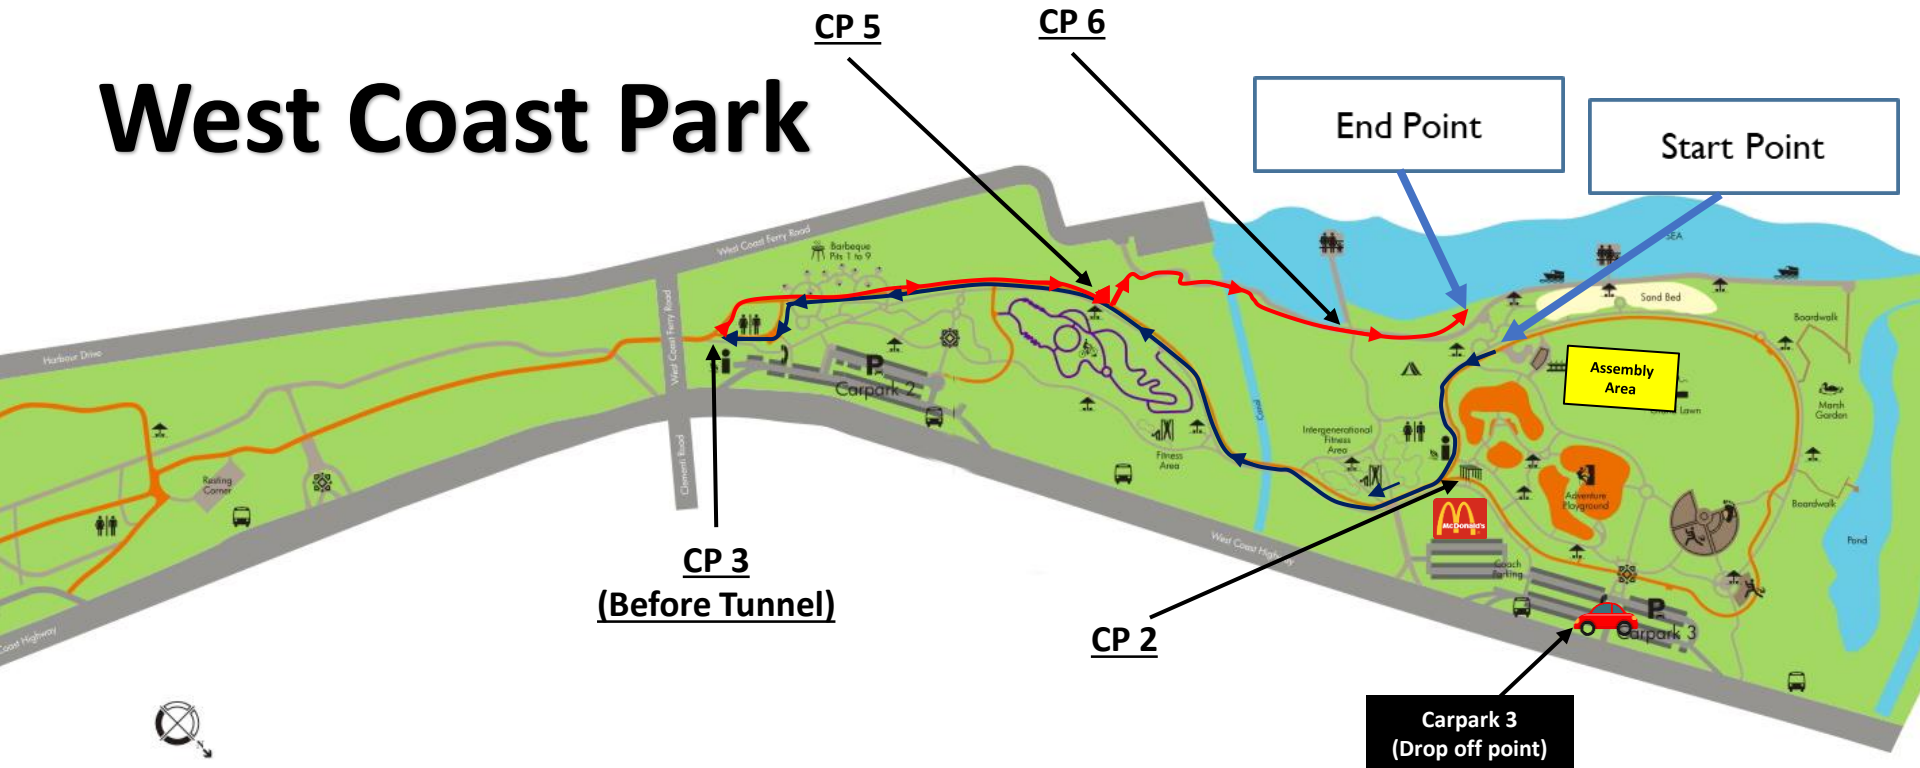 CP 5
CP 6
West Coast Park
End Point
Start Point
SEA
West Coast Ferry Road
Barbeque
Pits 1 to 9
Sand Bed
Boardwalk
Harbour Drive
West Coast Ferry Road
Assembly
Area
P
Carpark 2
Marsh
Garden
Lawn
Canal
Intergenerational
Fitness
Area
Fitness
Area
Clementi Road
Resting
Corner
Adventure
Playground
Boardwalk
McDonald's
Pond
West Coast Highway
Coach
Parking
CP 3
(Before Tunnel)
P
Carpark 3
CP 2
Coast Highway
N
Carpark 3
(Drop off point)